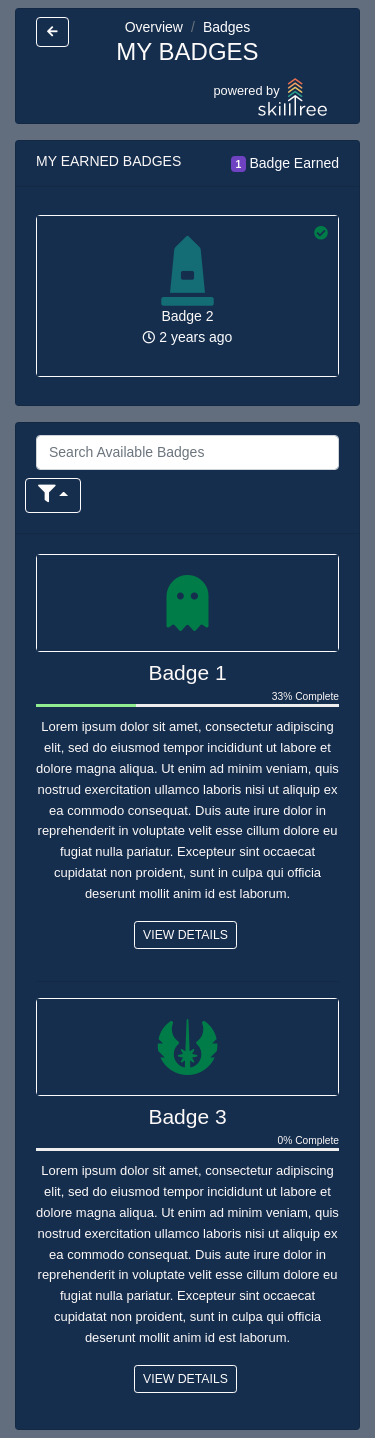 Overview / Badges
MY BADGES
powered by
skilltree
MY EARNED BADGES
1 Badge Earned
Badge 2
2 years ago
Search Available Badges
Badge 1
33% Complete
Lorem ipsum dolor sit amet, consectetur adipiscing
elit, sed do eiusmod tempor incididunt ut labore et
dolore magna aliqua. Ut enim ad minim veniam, quis
nostrud exercitation ullamco laboris nisi ut aliquip ex
ea commodo consequat. Duis aute irure dolor in
reprehenderit in voluptate velit esse cillum dolore eu
fugiat nulla pariatur. Excepteur sint occaecat
cupidatat non proident, sunt in culpa qui officia
deserunt mollit anim id est laborum.
VIEW DETAILS
Badge 3
0% Complete
Lorem ipsum dolor sit amet, consectetur adipiscing
elit, sed do eiusmod tempor incididunt ut labore et
dolore magna aliqua. Ut enim ad minim veniam, quis
nostrud exercitation ullamco laboris nisi ut aliquip ex
ea commodo consequat. Duis aute irure dolor in
reprehenderit in voluptate velit esse cillum dolore eu
fugiat nulla pariatur. Excepteur sint occaecat
cupidatat non proident, sunt in culpa qui officia
deserunt mollit anim id est laborum.
VIEW DETAILS